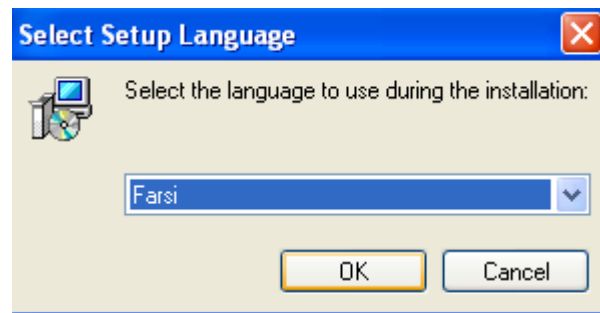 Select Setup Language
Select the language to use during the installation:
Farsi
OK
Cancel